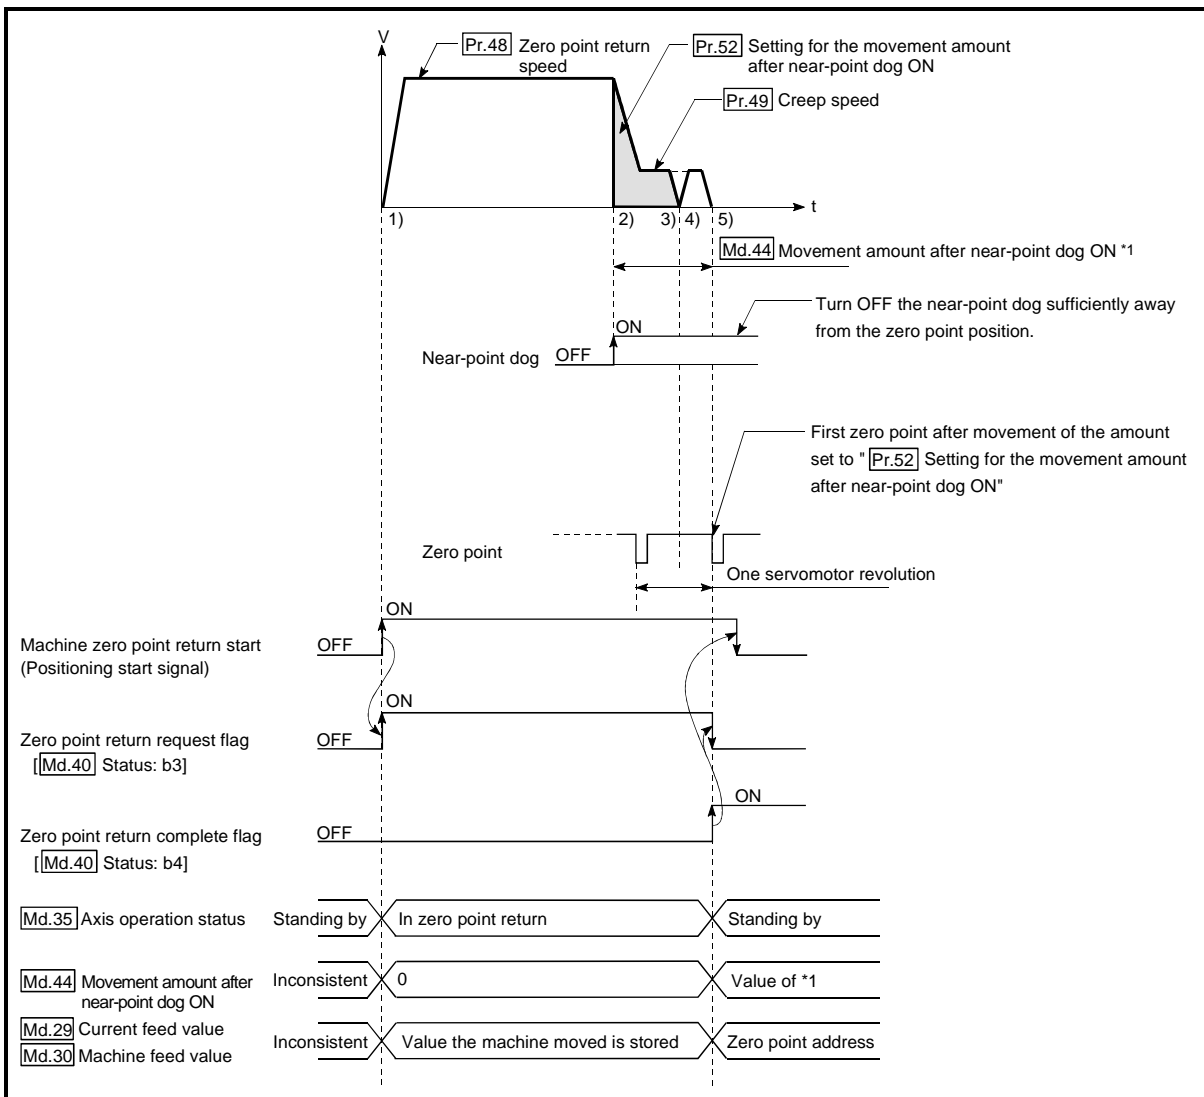 V
Pr.48 Zero point return
speed
Pr.52 Setting for the movement amount
after near-point dog ON
Pr.49 Creep speed
t
1) 2) 3) 4) 5)
Md.44 Movement amount after near-point dog ON *1
Turn OFF the near-point dog sufficiently away
from the zero point position.
ON
Near-point dog OFF
First zero point after movement of the amount
set to " Pr.52 Setting for the movement amount
after near-point dog ON"
Zero point
One servomotor revolution
ON
Machine zero point return start OFF
(Positioning start signal)
ON
Zero point return request flag OFF
[Md.40 Status: b3]
ON
Zero point return complete flag OFF
[Md.40 Status: b4]
Md.35 Axis operation status Standing by In zero point return Standing by
Md.44 Movement amount after Inconsistent 0 Value of *1
near-point dog ON
Md.29 Current feed value
Inconsistent Value the machine moved is stored Zero point address
Md.30 Machine feed value